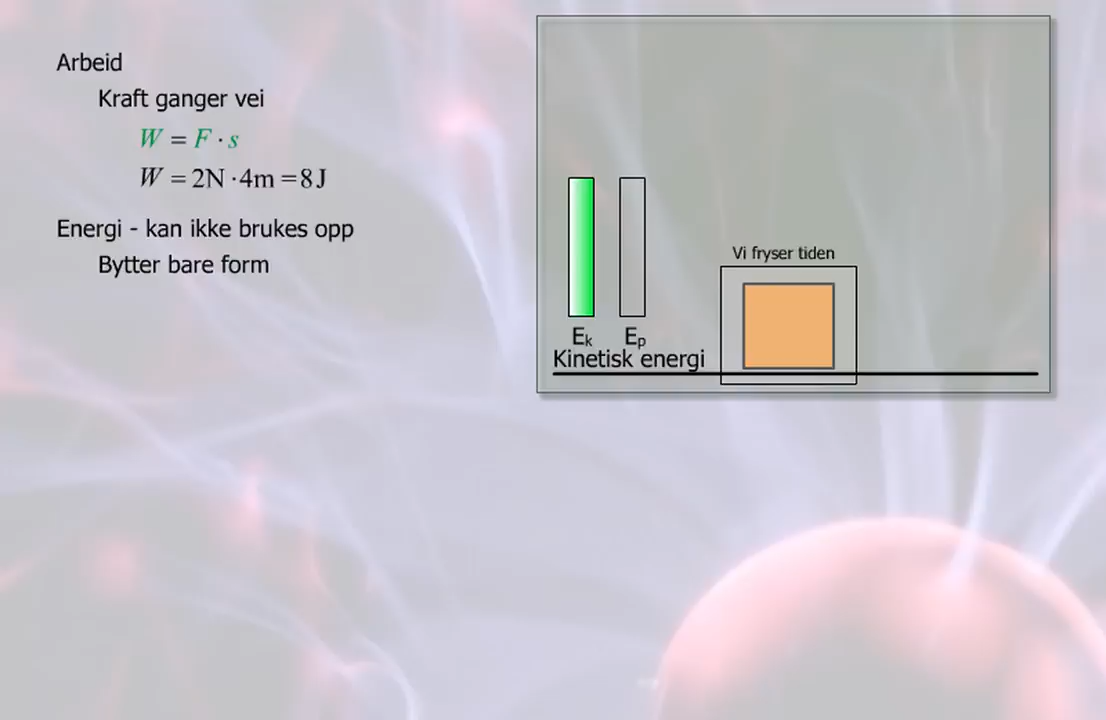 Arbeid
Kraft ganger vei
W = F · s
W = 2N · 4m = 8J
Energi - kan ikke brukes opp
Bytter bare form
Vi fryser tiden
Eₖ Eₚ
Kinetisk energi